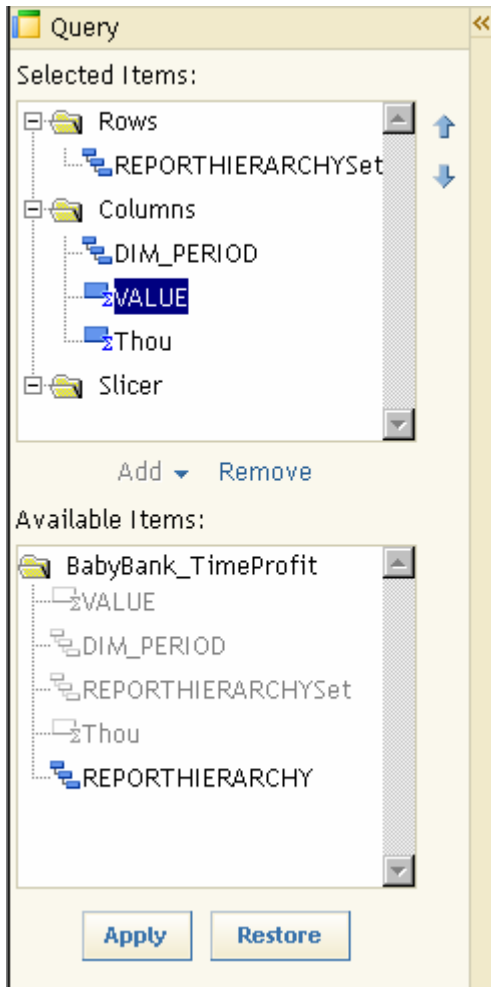 Query
Selected Items:
Rows
REPORTHIERARCHYSet
Columns
DIM_PERIOD
VALUE
Thou
Slicer
Add Remove
Available Items:
BabyBank_TimeProfit
VALUE
DIM_PERIOD
REPORTHIERARCHYSet
Thou
REPORTHIERARCHY
Apply Restore